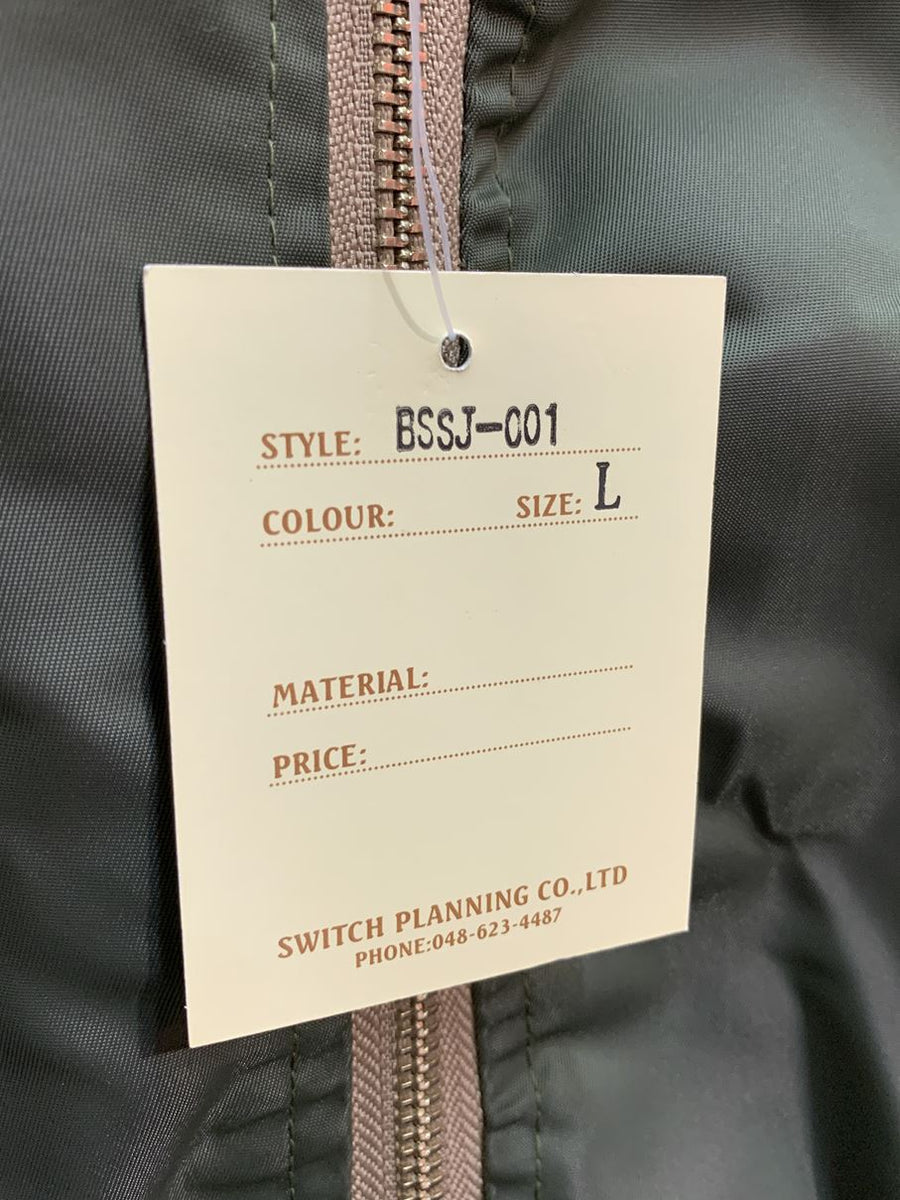 STYLE: BSSJ-001
COLOUR: SIZE: L
MATERIAL:
PRICE:
SWITCH PLANNING CO.,LTD
PHONE:048-623-4487